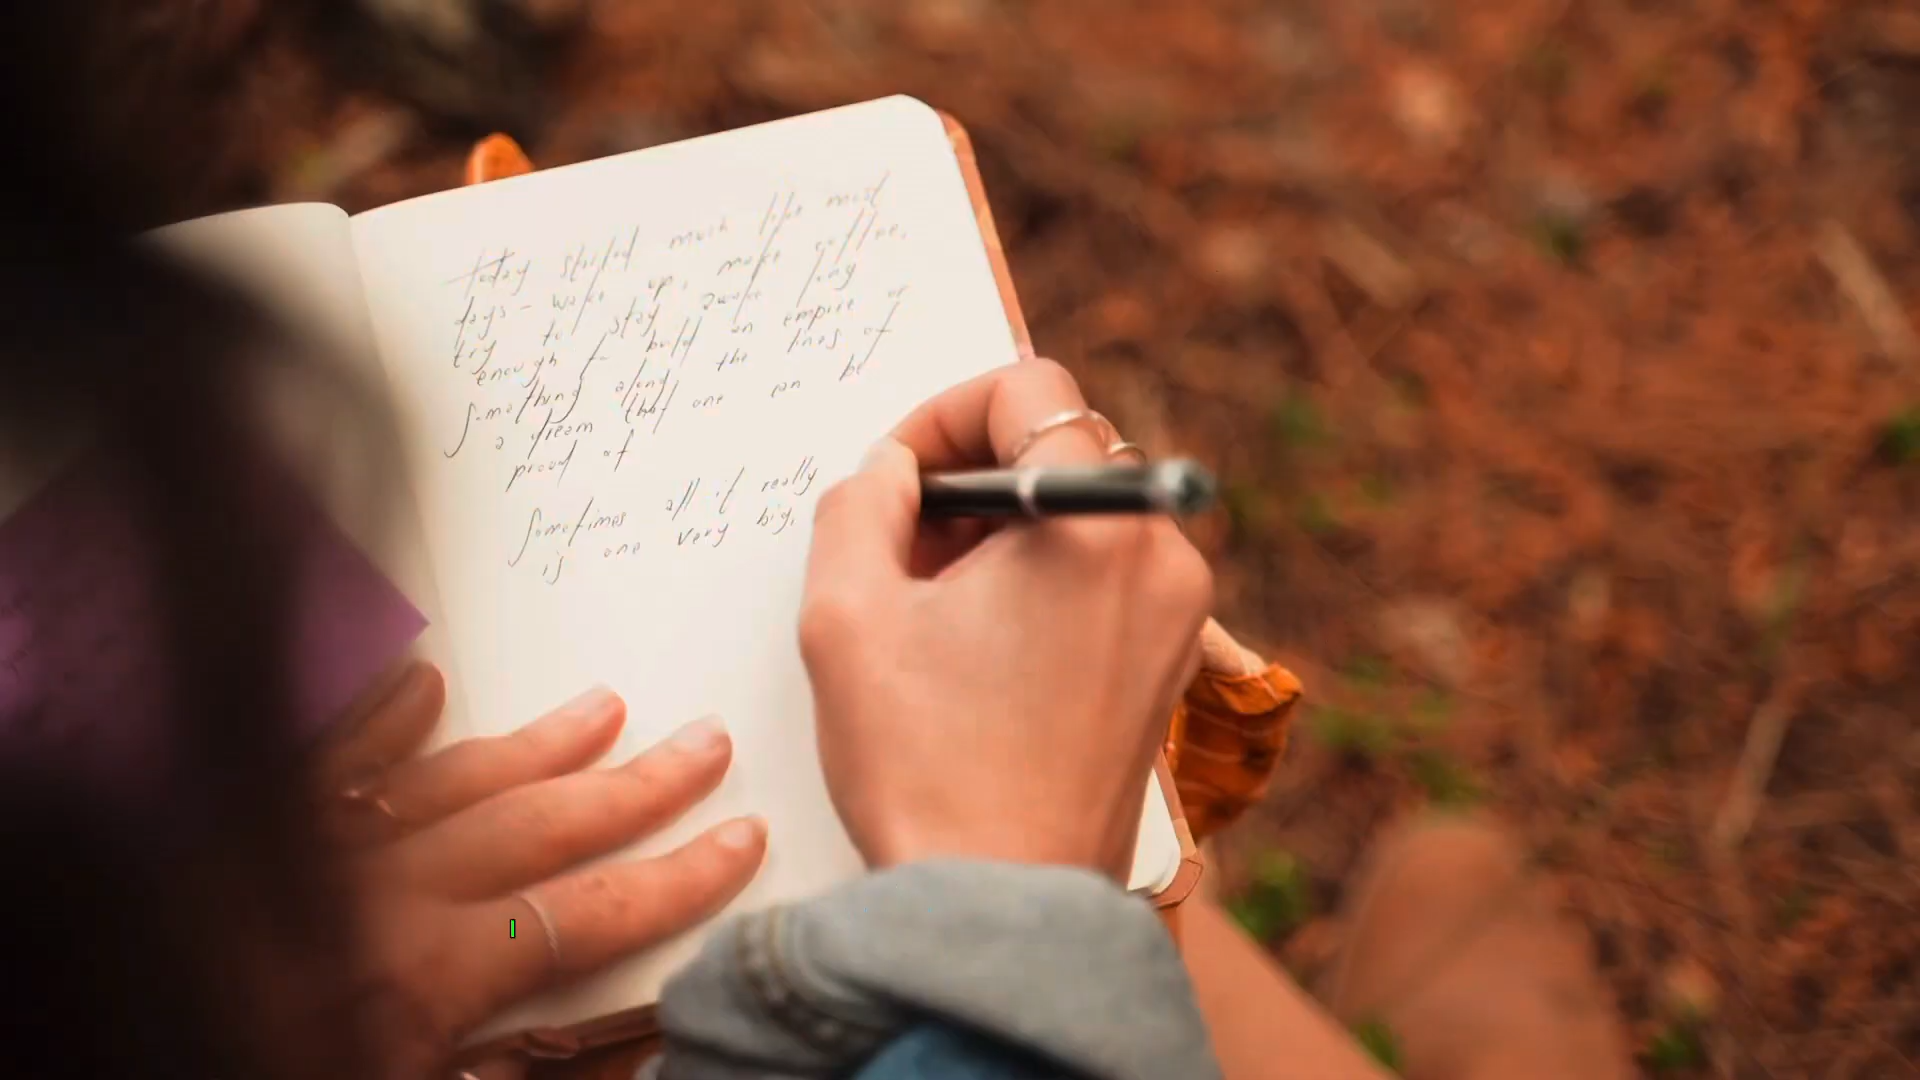 today started much like most
days - wake up, make coffee,
try to stay awake long
enough to build an empire or
something along the lines of
a dream that one can be
proud of
Sometimes all it really
is one very big,